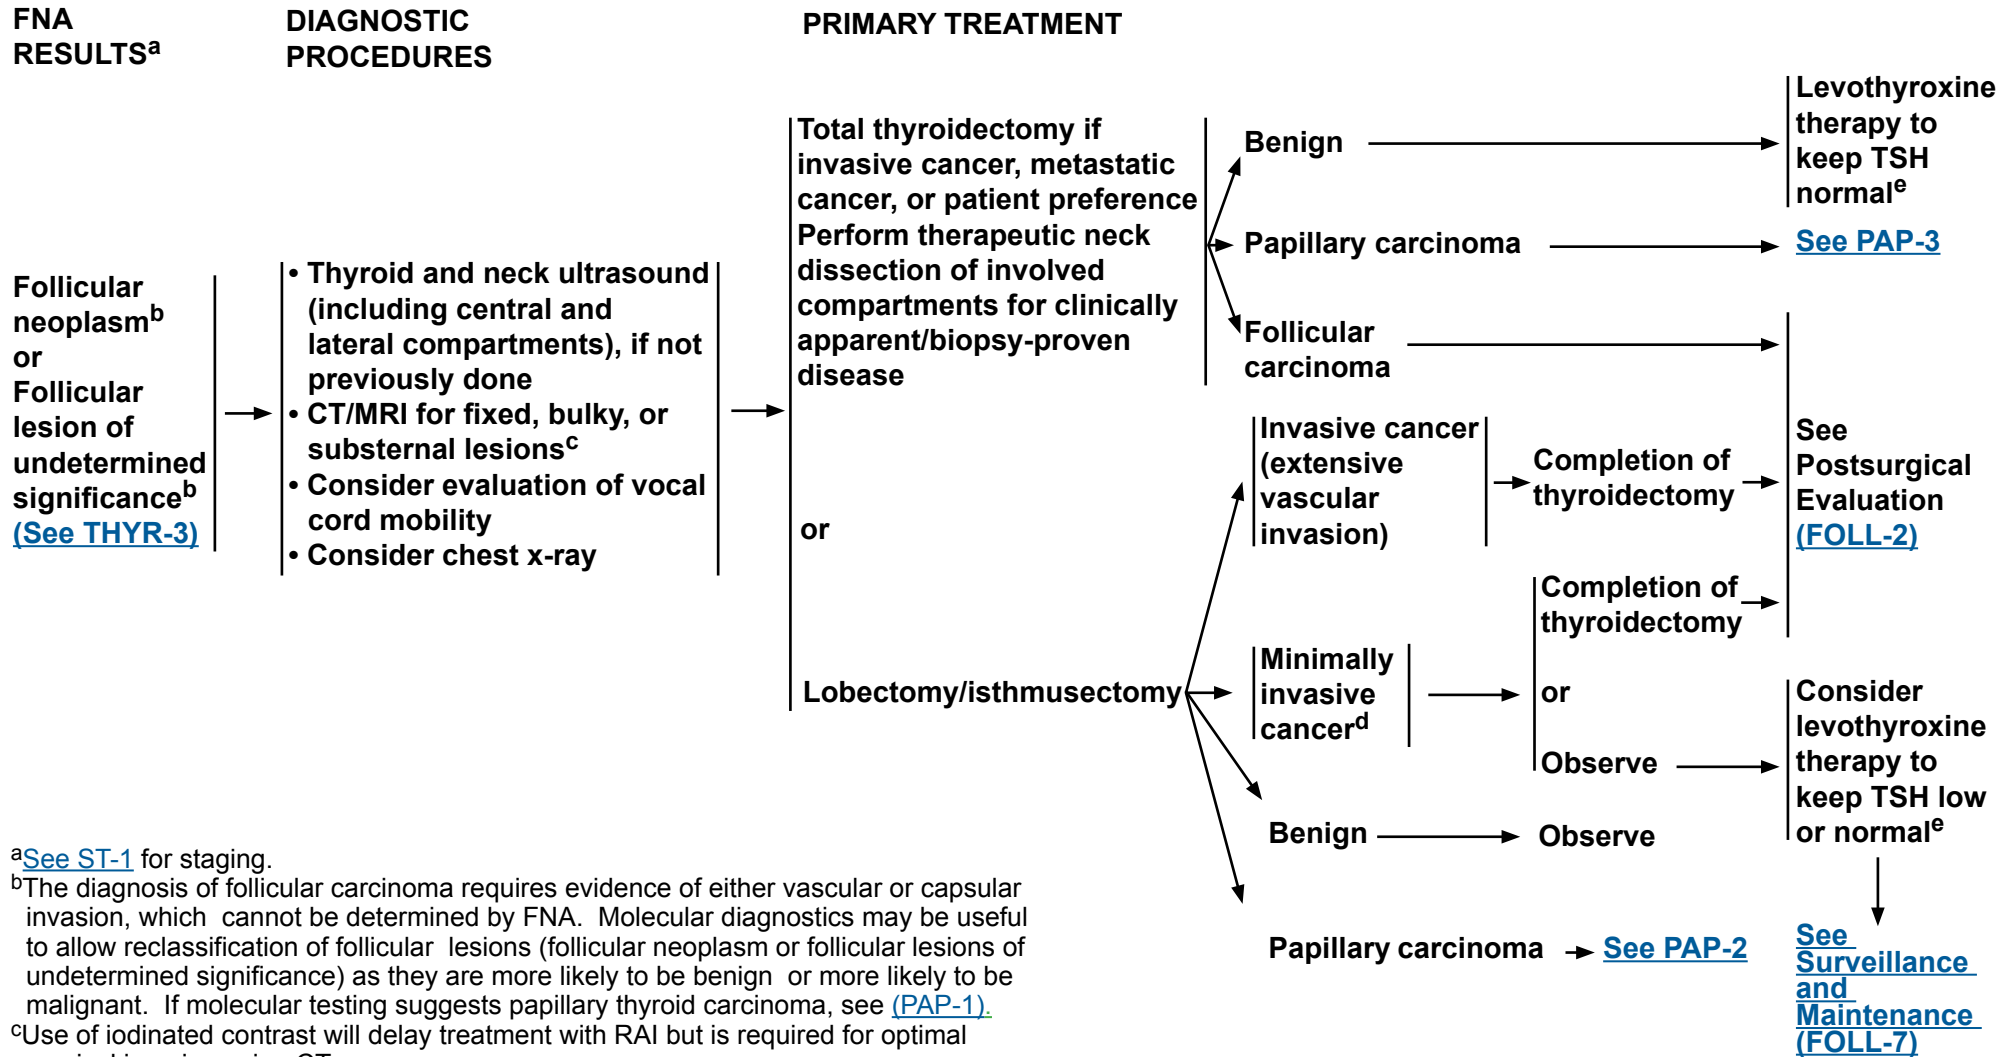 FNA
RESULTSa
DIAGNOSTIC
PROCEDURES
PRIMARY TREATMENT
Follicular
neoplasmb
or
Follicular
lesion of
undetermined
significanceb
(See THYR-3)
• Thyroid and neck ultrasound
(including central and
lateral compartments), if not
previously done
• CT/MRI for fixed, bulky, or
substernal lesionsc
• Consider evaluation of vocal
cord mobility
• Consider chest x-ray
Total thyroidectomy if
invasive cancer, metastatic
cancer, or patient preference
Perform therapeutic neck
dissection of involved
compartments for clinically
apparent/biopsy-proven
disease
or
Lobectomy/isthmusectomy
Benign
Levothyroxine
therapy to
keep TSH
normale
Papillary carcinoma
See PAP-3
Follicular
carcinoma
Invasive cancer
(extensive
vascular
invasion)
Completion of
thyroidectomy
See
Postsurgical
Evaluation
(FOLL-2)
Minimally
invasive
cancerd
Completion of
thyroidectomy
or
Observe
Consider
levothyroxine
therapy to
keep TSH low
or normale
Benign
Observe
Papillary carcinoma
See PAP-2
See
Surveillance
and
Maintenance
(FOLL-7)
aSee ST-1 for staging.
bThe diagnosis of follicular carcinoma requires evidence of either vascular or capsular
invasion, which cannot be determined by FNA. Molecular diagnostics may be useful
to allow reclassification of follicular lesions (follicular neoplasm or follicular lesions of
undetermined significance) as they are more likely to be benign or more likely to be
malignant. If molecular testing suggests papillary thyroid carcinoma, see (PAP-1).
cUse of iodinated contrast will delay treatment with RAI but is required for optimal